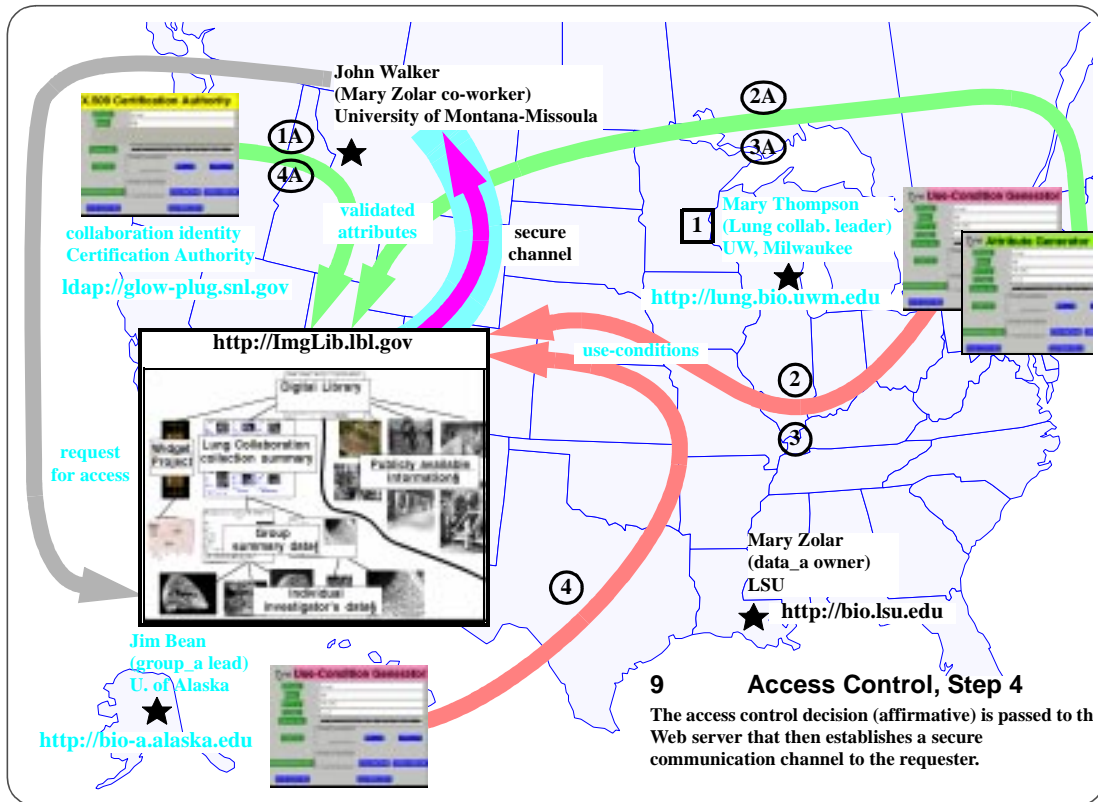 John Walker
(Mary Zolar co-worker)
University of Montana-Missoula
X.509 Certification Authority
1A
4A
2A
3A
collaboration identity
Certification Authority
ldap://glow-plug.snl.gov
validated
attributes
secure
channel
1
Mary Thompson
(Lung collab. leader)
UW, Milwaukee
http://lung.bio.uwm.edu
Use-Condition Generator
Attribute Generator
http://ImgLib.lbl.gov
use-conditions
Digital Library
Widget
Project
Lung Collaboration
collection summary
Publicly available
informations
Group
summary data
Individual
investigator's data
request
for access
2
3
4
Mary Zolar
(data_a owner)
LSU
http://bio.lsu.edu
Jim Bean
(group_a lead)
U. of Alaska
http://bio-a.alaska.edu
Use-Condition Generator
9 Access Control, Step 4
The access control decision (affirmative) is passed to th
Web server that then establishes a secure
communication channel to the requester.